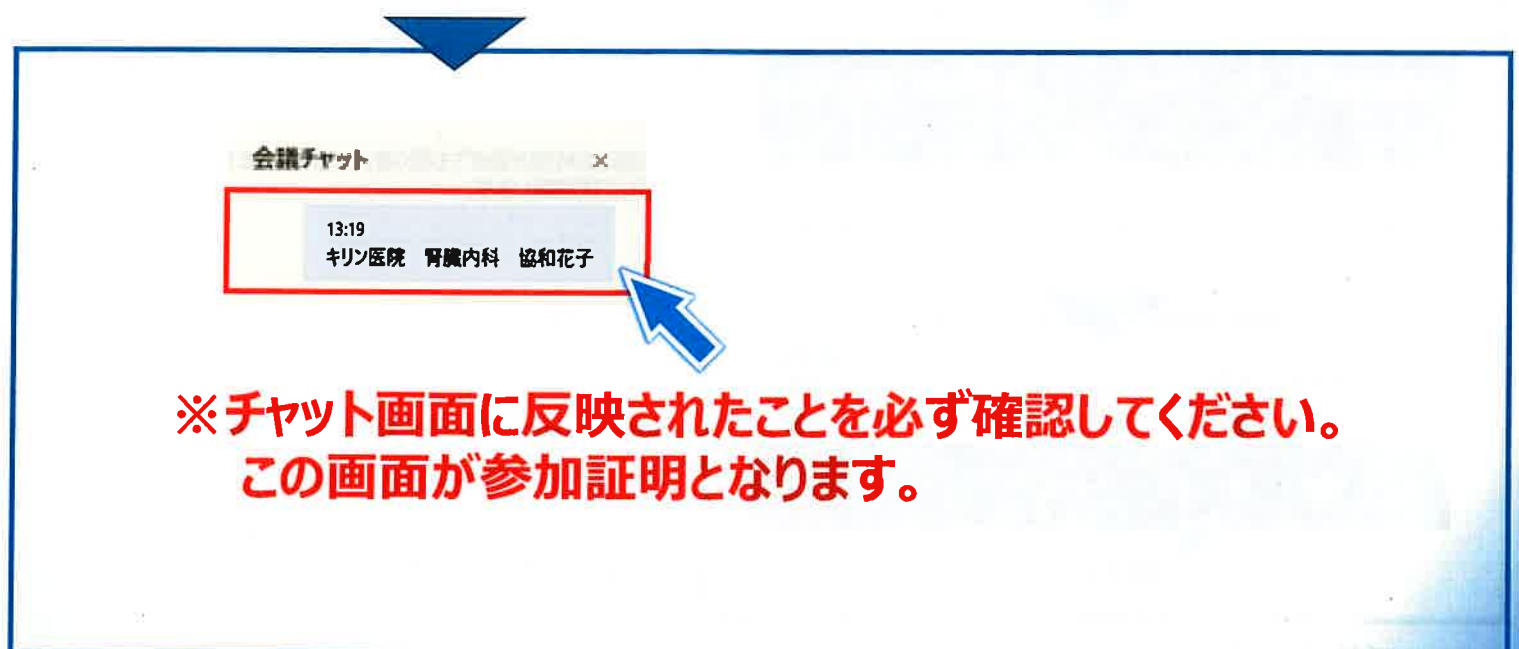 会議チャット ×
13:19
キリン医院 腎臓内科 協和花子
※チャット画面に反映されたことを必ず確認してください。
この画面が参加証明となります。